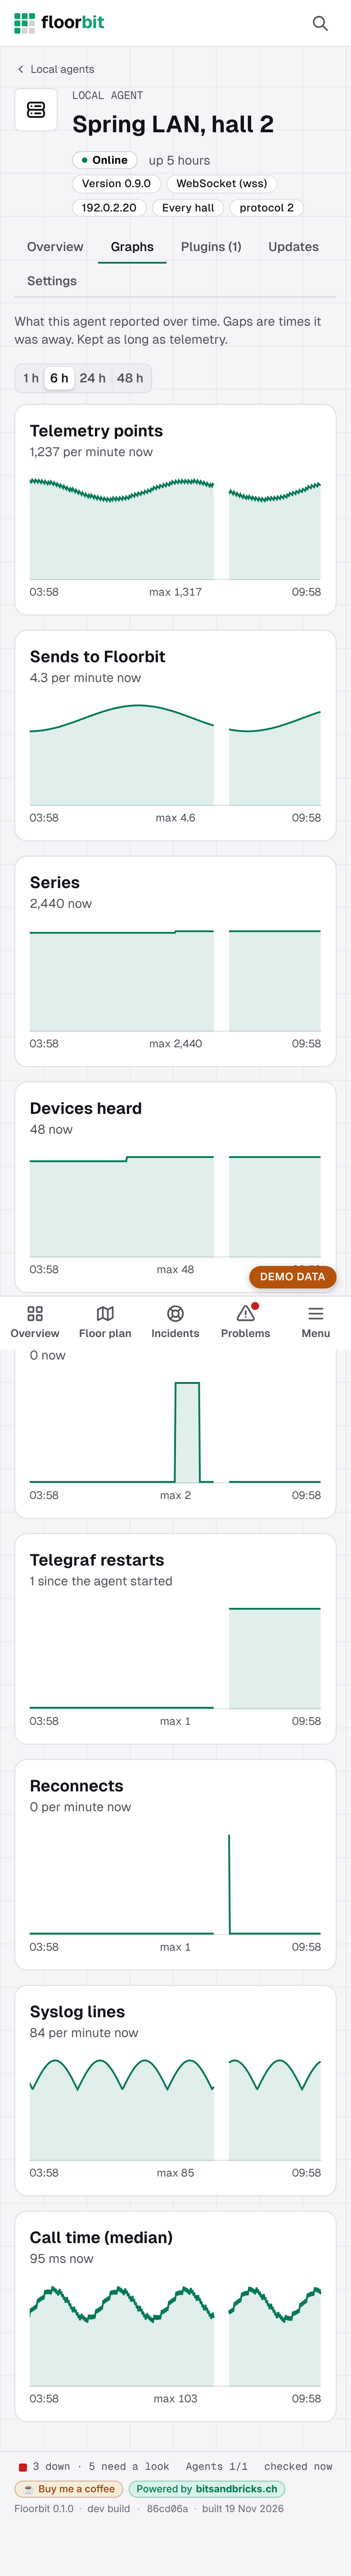 floorbit
Local agents
LOCAL AGENT
Spring LAN, hall 2
Online up 5 hours
Version 0.9.0 WebSocket (wss)
192.0.2.20 Every hall protocol 2
Overview Graphs Plugins (1) Updates
Settings
What this agent reported over time. Gaps are times it
was away. Kept as long as telemetry.
1 h 6 h 24 h 48 h
Telemetry points
1,237 per minute now
03:58 max 1,317 09:58
Sends to Floorbit
4.3 per minute now
03:58 max 4.6 09:58
Series
2,440 now
03:58 max 2,440 09:58
Devices heard
48 now
03:58 max 48
DEMO DATA
Overview Floor plan Incidents Problems Menu
0 now
03:58 max 2 09:58
Telegraf restarts
1 since the agent started
03:58 max 1 09:58
Reconnects
0 per minute now
03:58 max 1 09:58
Syslog lines
84 per minute now
03:58 max 85 09:58
Call time (median)
95 ms now
03:58 max 103 09:58
3 down · 5 need a look Agents 1/1 checked now
Buy me a coffee Powered by bitsandbricks.ch
Floorbit 0.1.0 · dev build · 86cd06a · built 19 Nov 2026